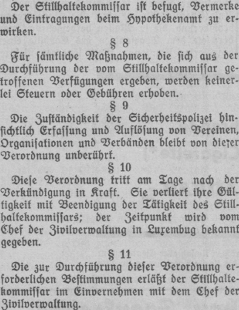 Der Stillhaltekommissar ist befugt, Vermerke
und Eintragungen beim Hypothekenamt zu er-
wirken.
§ 8
Für sämtliche Maßnahmen, die sich aus der
Durchführung der vom Stillhaltekommissar ge-
troffenen Verfügungen ergeben, werden keiner-
lei Steuern oder Gebühren erhoben.
§ 9
Die Zuständigkeit der Sicherheitspolizei hin-
sichtlich Erfassung und Auflösung von Vereinen,
Organisationen und Verbänden bleibt von dieser
Verordnung unberührt.
§ 10
Diese Verordnung tritt am Tage nach der
Verkündigung in Kraft. Sie verliert ihre Gül-
tigkeit mit Beendigung der Tätigkeit des Still-
haltekommissars; der Zeitpunkt wird vom
Chef der Zivilverwaltung in Luxemburg bekannt
gegeben.
§ 11
Die zur Durchführung dieser Verordnung er-
forderlichen Bestimmungen erläßt der Stillhalte-
kommissar im Einvernehmen mit dem Chef der
Zivilverwaltung.